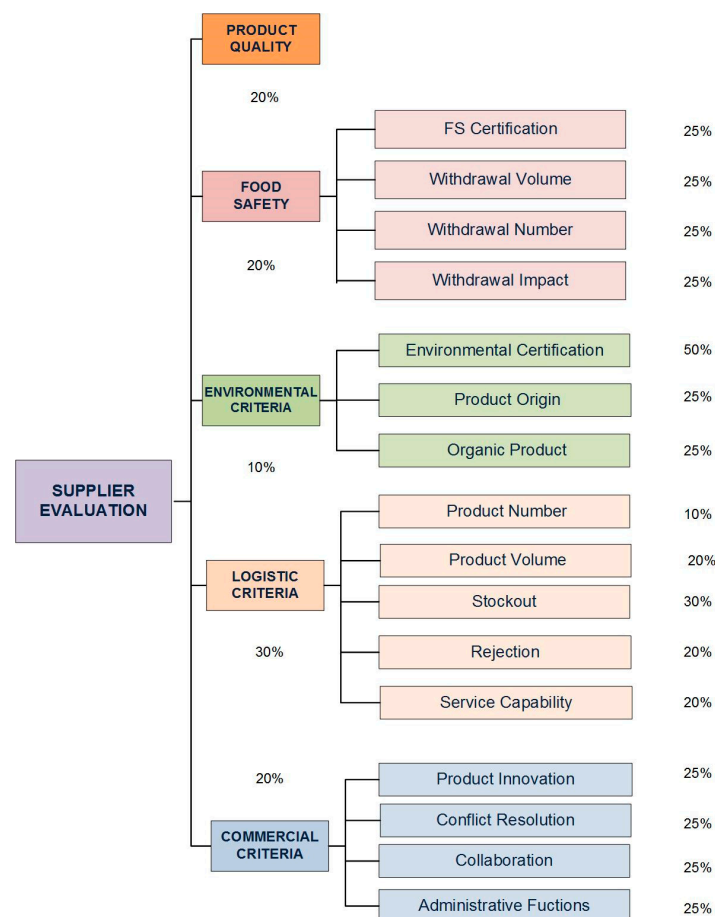 PRODUCT
QUALITY
20%
FS Certification
25%
Withdrawal Volume
25%
FOOD
SAFETY
Withdrawal Number
25%
20%
Withdrawal Impact
25%
Environmental Certification
50%
ENVIRONMENTAL
CRITERIA
Product Origin
25%
Organic Product
25%
10%
SUPPLIER
EVALUATION
Product Number
10%
Product Volume
20%
LOGISTIC
CRITERIA
Stockout
30%
30%
Rejection
20%
Service Capability
20%
20%
Product Innovation
25%
Conflict Resolution
25%
COMMERCIAL
CRITERIA
Collaboration
25%
Administrative Fuctions
25%